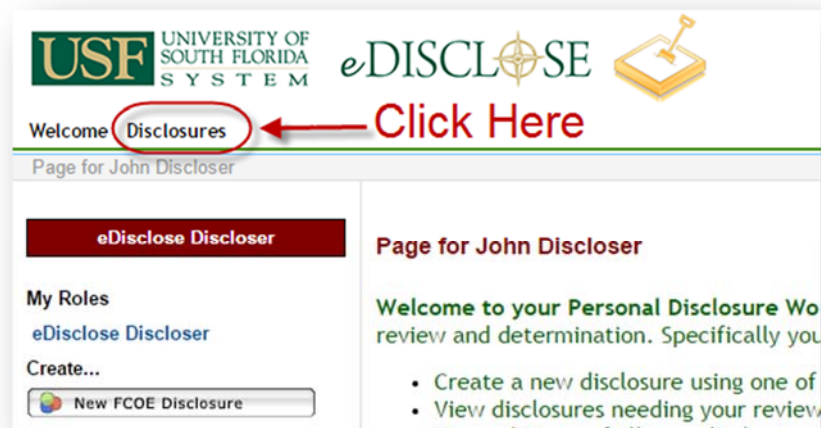 USF UNIVERSITY OF
SOUTH FLORIDA
SYSTEM
eDISCLOSE
Welcome Disclosures Click Here
Page for John Discloser
eDisclose Discloser
My Roles
eDisclose Discloser
Create...
New FCOE Disclosure
Page for John Discloser
Welcome to your Personal Disclosure Wo
review and determination. Specifically you
• Create a new disclosure using one of
• View disclosures needing your review